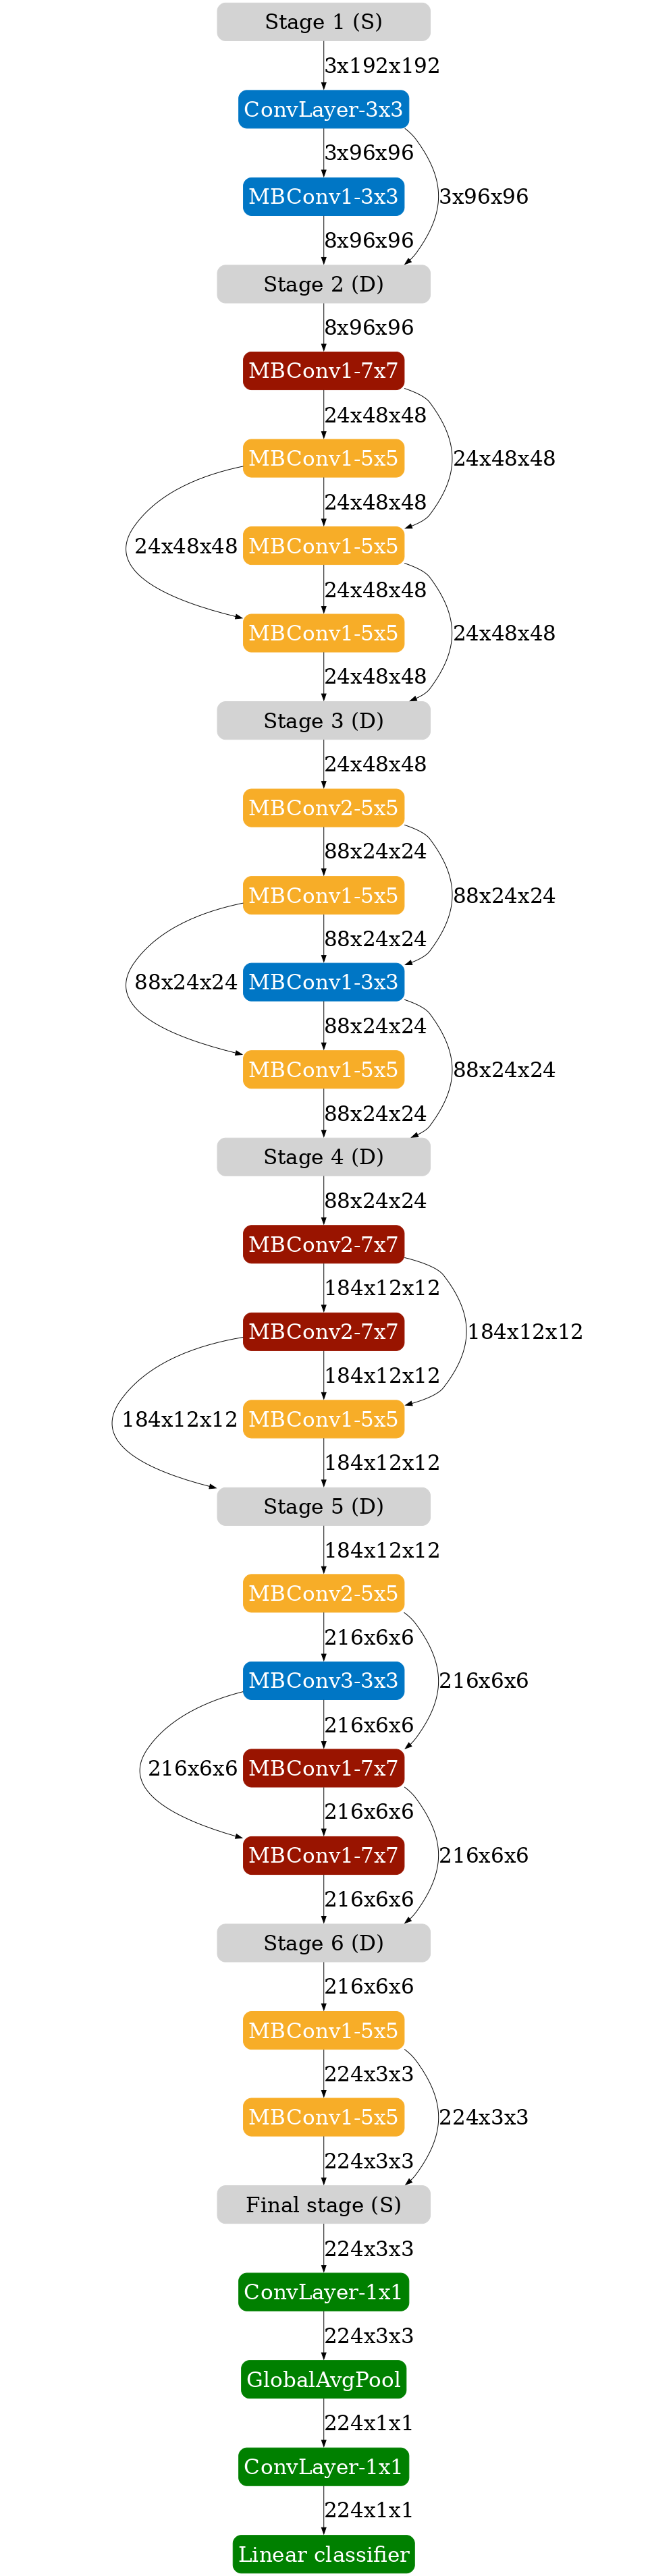 Stage 1 (S)
3x192x192
ConvLayer-3x3
3x96x96
MBConv1-3x3
3x96x96
8x96x96
Stage 2 (D)
8x96x96
MBConv1-7x7
24x48x48
MBConv1-5x5
24x48x48
24x48x48
24x48x48
MBConv1-5x5
24x48x48
MBConv1-5x5
24x48x48
24x48x48
Stage 3 (D)
24x48x48
MBConv2-5x5
88x24x24
MBConv1-5x5
88x24x24
88x24x24
88x24x24
MBConv1-3x3
88x24x24
MBConv1-5x5
88x24x24
88x24x24
Stage 4 (D)
88x24x24
MBConv2-7x7
184x12x12
MBConv2-7x7
184x12x12
184x12x12
184x12x12
MBConv1-5x5
184x12x12
Stage 5 (D)
184x12x12
MBConv2-5x5
216x6x6
MBConv3-3x3
216x6x6
216x6x6
216x6x6
MBConv1-7x7
216x6x6
MBConv1-7x7
216x6x6
216x6x6
Stage 6 (D)
216x6x6
MBConv1-5x5
224x3x3
MBConv1-5x5
224x3x3
224x3x3
Final stage (S)
224x3x3
ConvLayer-1x1
224x3x3
GlobalAvgPool
224x1x1
ConvLayer-1x1
224x1x1
Linear classifier